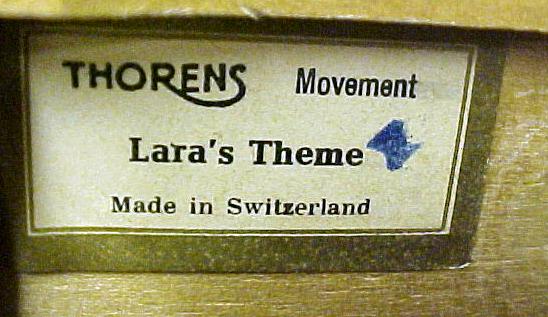 THORENS Movement
Lara's Theme
Made in Switzerland